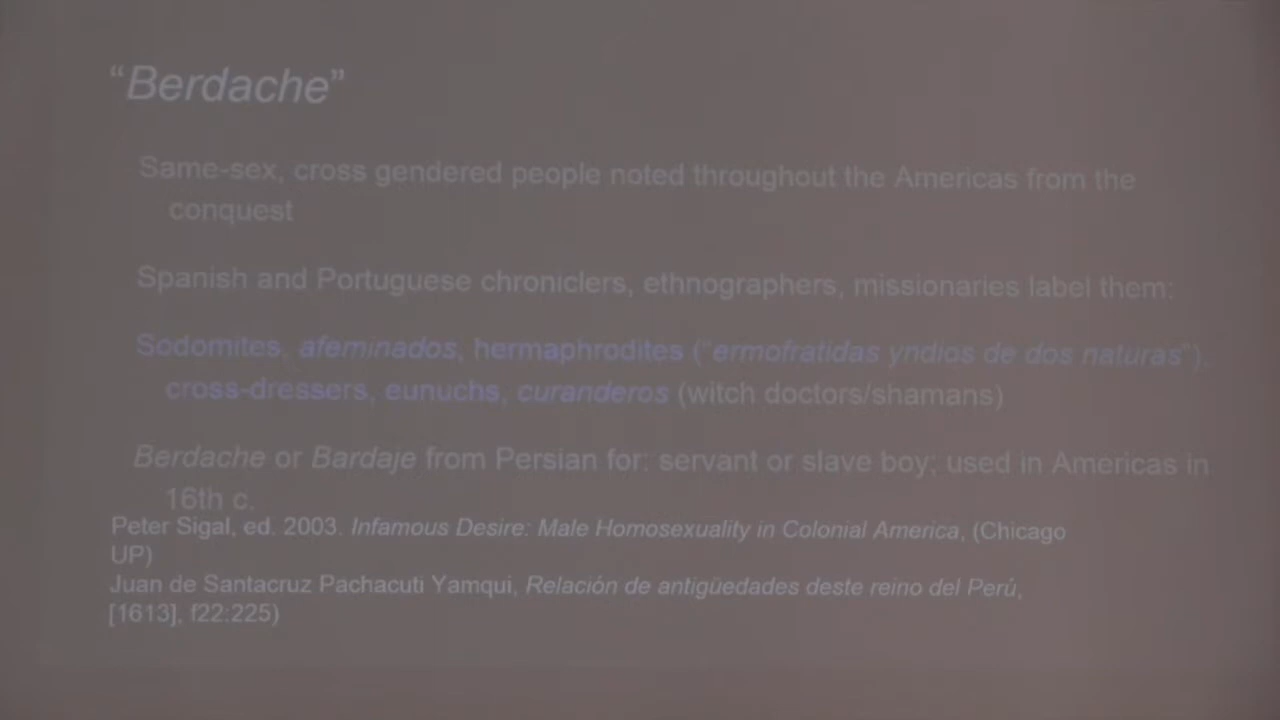 “Berdache”
Same-sex, cross gendered people noted throughout the Americas from the
conquest
Spanish and Portuguese chroniclers, ethnographers, missionaries label them:
Sodomites, afeminados, hermaphrodites (“ermofratidas yndios de dos naturas”),
cross-dressers, eunuchs, curanderos (witch doctors/shamans)
Berdache or Bardaje from Persian for: servant or slave boy; used in Americas in
16th c.
Peter Sigal, ed. 2003. Infamous Desire: Male Homosexuality in Colonial America, (Chicago
UP)
Juan de Santacruz Pachacuti Yamqui, Relación de antigüedades deste reino del Perú,
[1613], f22:225)